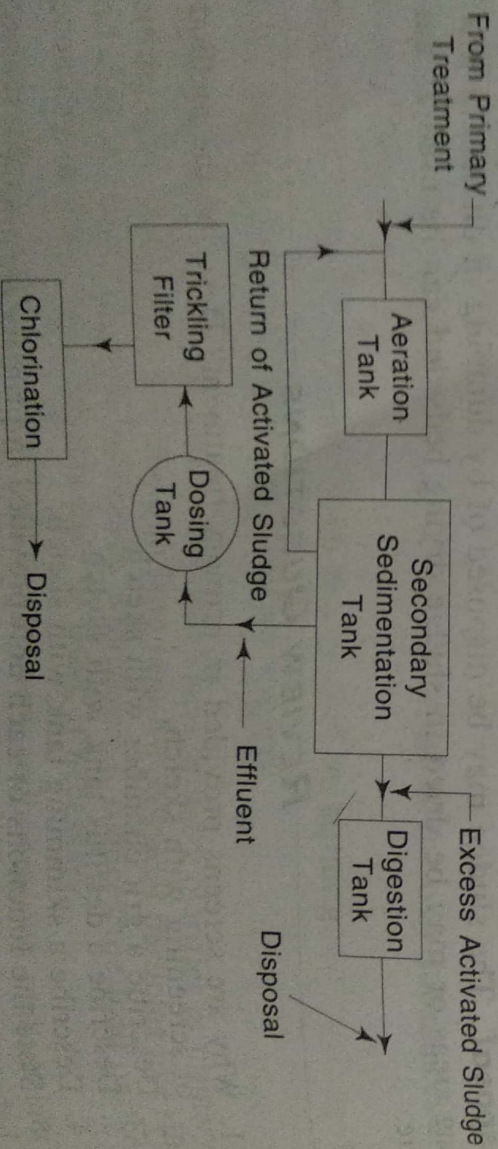 From Primary
Treatment
Aeration
Tank
Secondary
Sedimentation
Tank
Excess Activated Sludge
Digestion
Tank
Disposal
Return of Activated Sludge
Effluent
Trickling
Filter
Dosing
Tank
Chlorination
Disposal